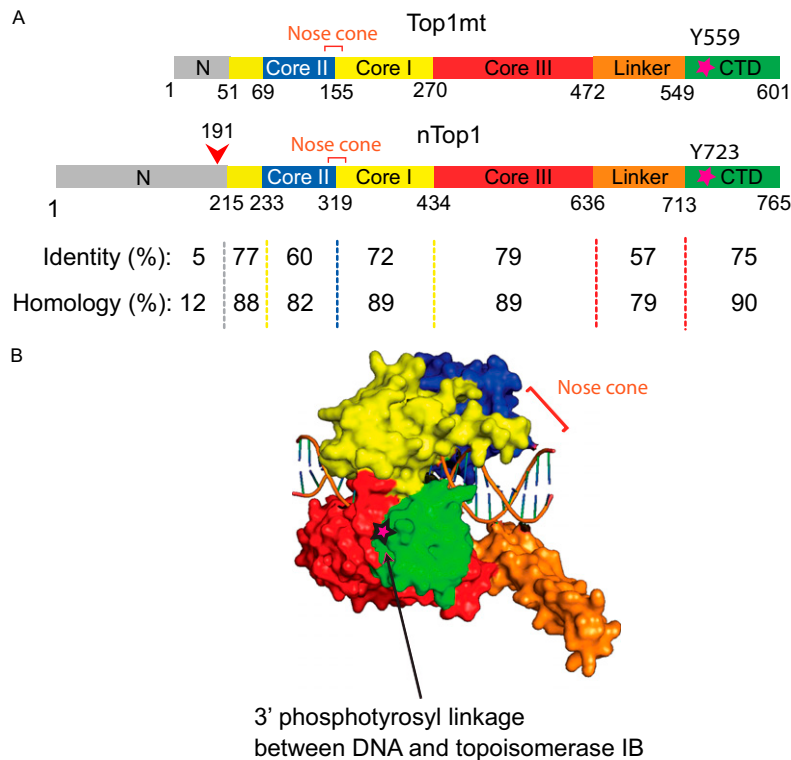 A
Top1mt
Nose cone
Y559
N Core II Core I Core III Linker CTD
1 51 69 155 270 472 549 601
191
nTop1
Nose cone
Y723
N Core II Core I Core III Linker CTD
1 215 233 319 434 636 713 765
Identity (%): 5 77 60 72 79 57 75
Homology (%): 12 88 82 89 89 79 90
B
Nose cone
3’ phosphotyrosyl linkage
between DNA and topoisomerase IB